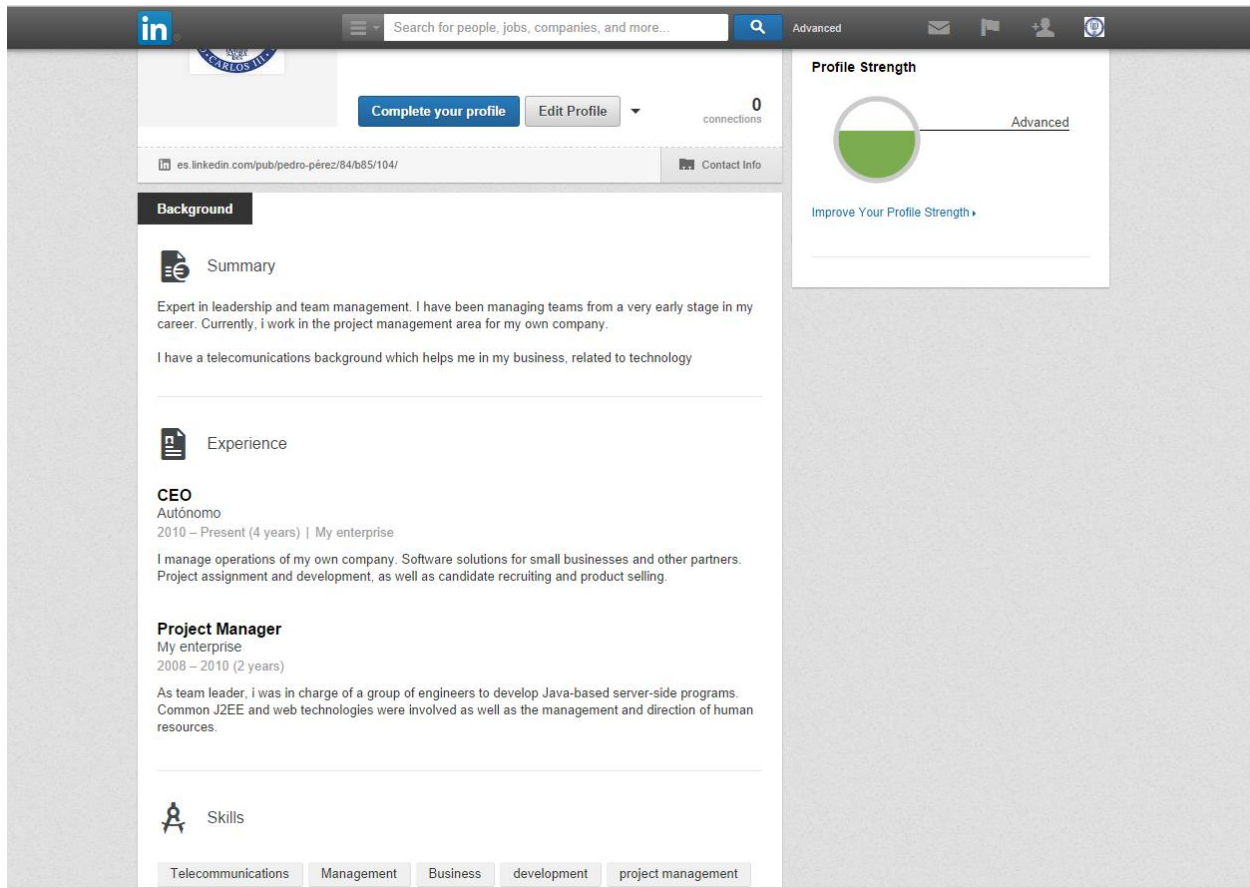 in
Search for people, jobs, companies, and more...
Advanced
CARLOS III
Complete your profile
Edit Profile
0
connections
es.linkedin.com/pub/pedro-pérez/84/b85/104/
Contact Info
Profile Strength
Advanced
Improve Your Profile Strength
Background
Summary
Expert in leadership and team management. I have been managing teams from a very early stage in my
career. Currently, i work in the project management area for my own company.
I have a telecomunications background which helps me in my business, related to technology
Experience
CEO
Autónomo
2010 – Present (4 years) | My enterprise
I manage operations of my own company. Software solutions for small businesses and other partners.
Project assignment and development, as well as candidate recruiting and product selling.
Project Manager
My enterprise
2008 – 2010 (2 years)
As team leader, i was in charge of a group of engineers to develop Java-based server-side programs.
Common J2EE and web technologies were involved as well as the management and direction of human
resources.
Skills
Telecommunications Management Business development project management